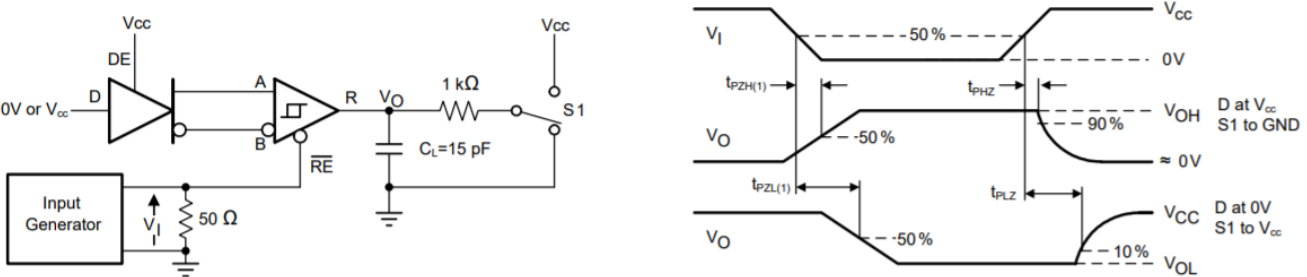 Vcc
DE
D
0V or Vcc
A
B
R
VO
1 kΩ
Vcc
S1
CL=15 pF
RE
Input
Generator
VI
50 Ω
VI
50 %
VCC
0V
tPZH(1)
tPHZ
VO
50%
90%
VOH
≈ 0V
D at Vcc
S1 to GND
tPZL(1)
tPLZ
VO
50%
10%
VCC
VOL
D at 0V
S1 to Vcc